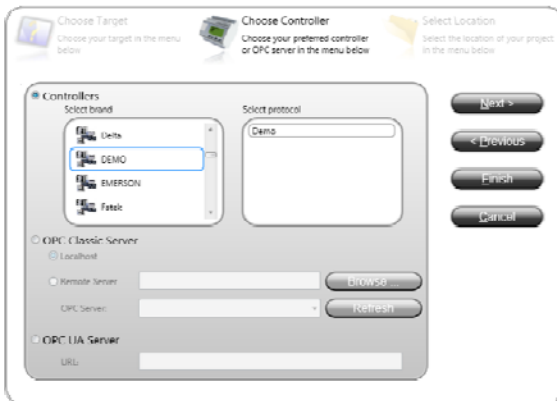 Choose Target
Choose your target in the menu
below
Choose Controller
Choose your preferred controller
or OPC server in the menu below
Select Location
Select the location of your project
in the menu below
Controllers
Select brand
Select protocol
Delta
DEMO
EMERSON
Fatek
Demo
OPC Classic Server
Localhost
Remote Server
Browse ...
OPC Server:
Refresh
OPC UA Server
URL:
Next >
< Previous
Finish
Cancel